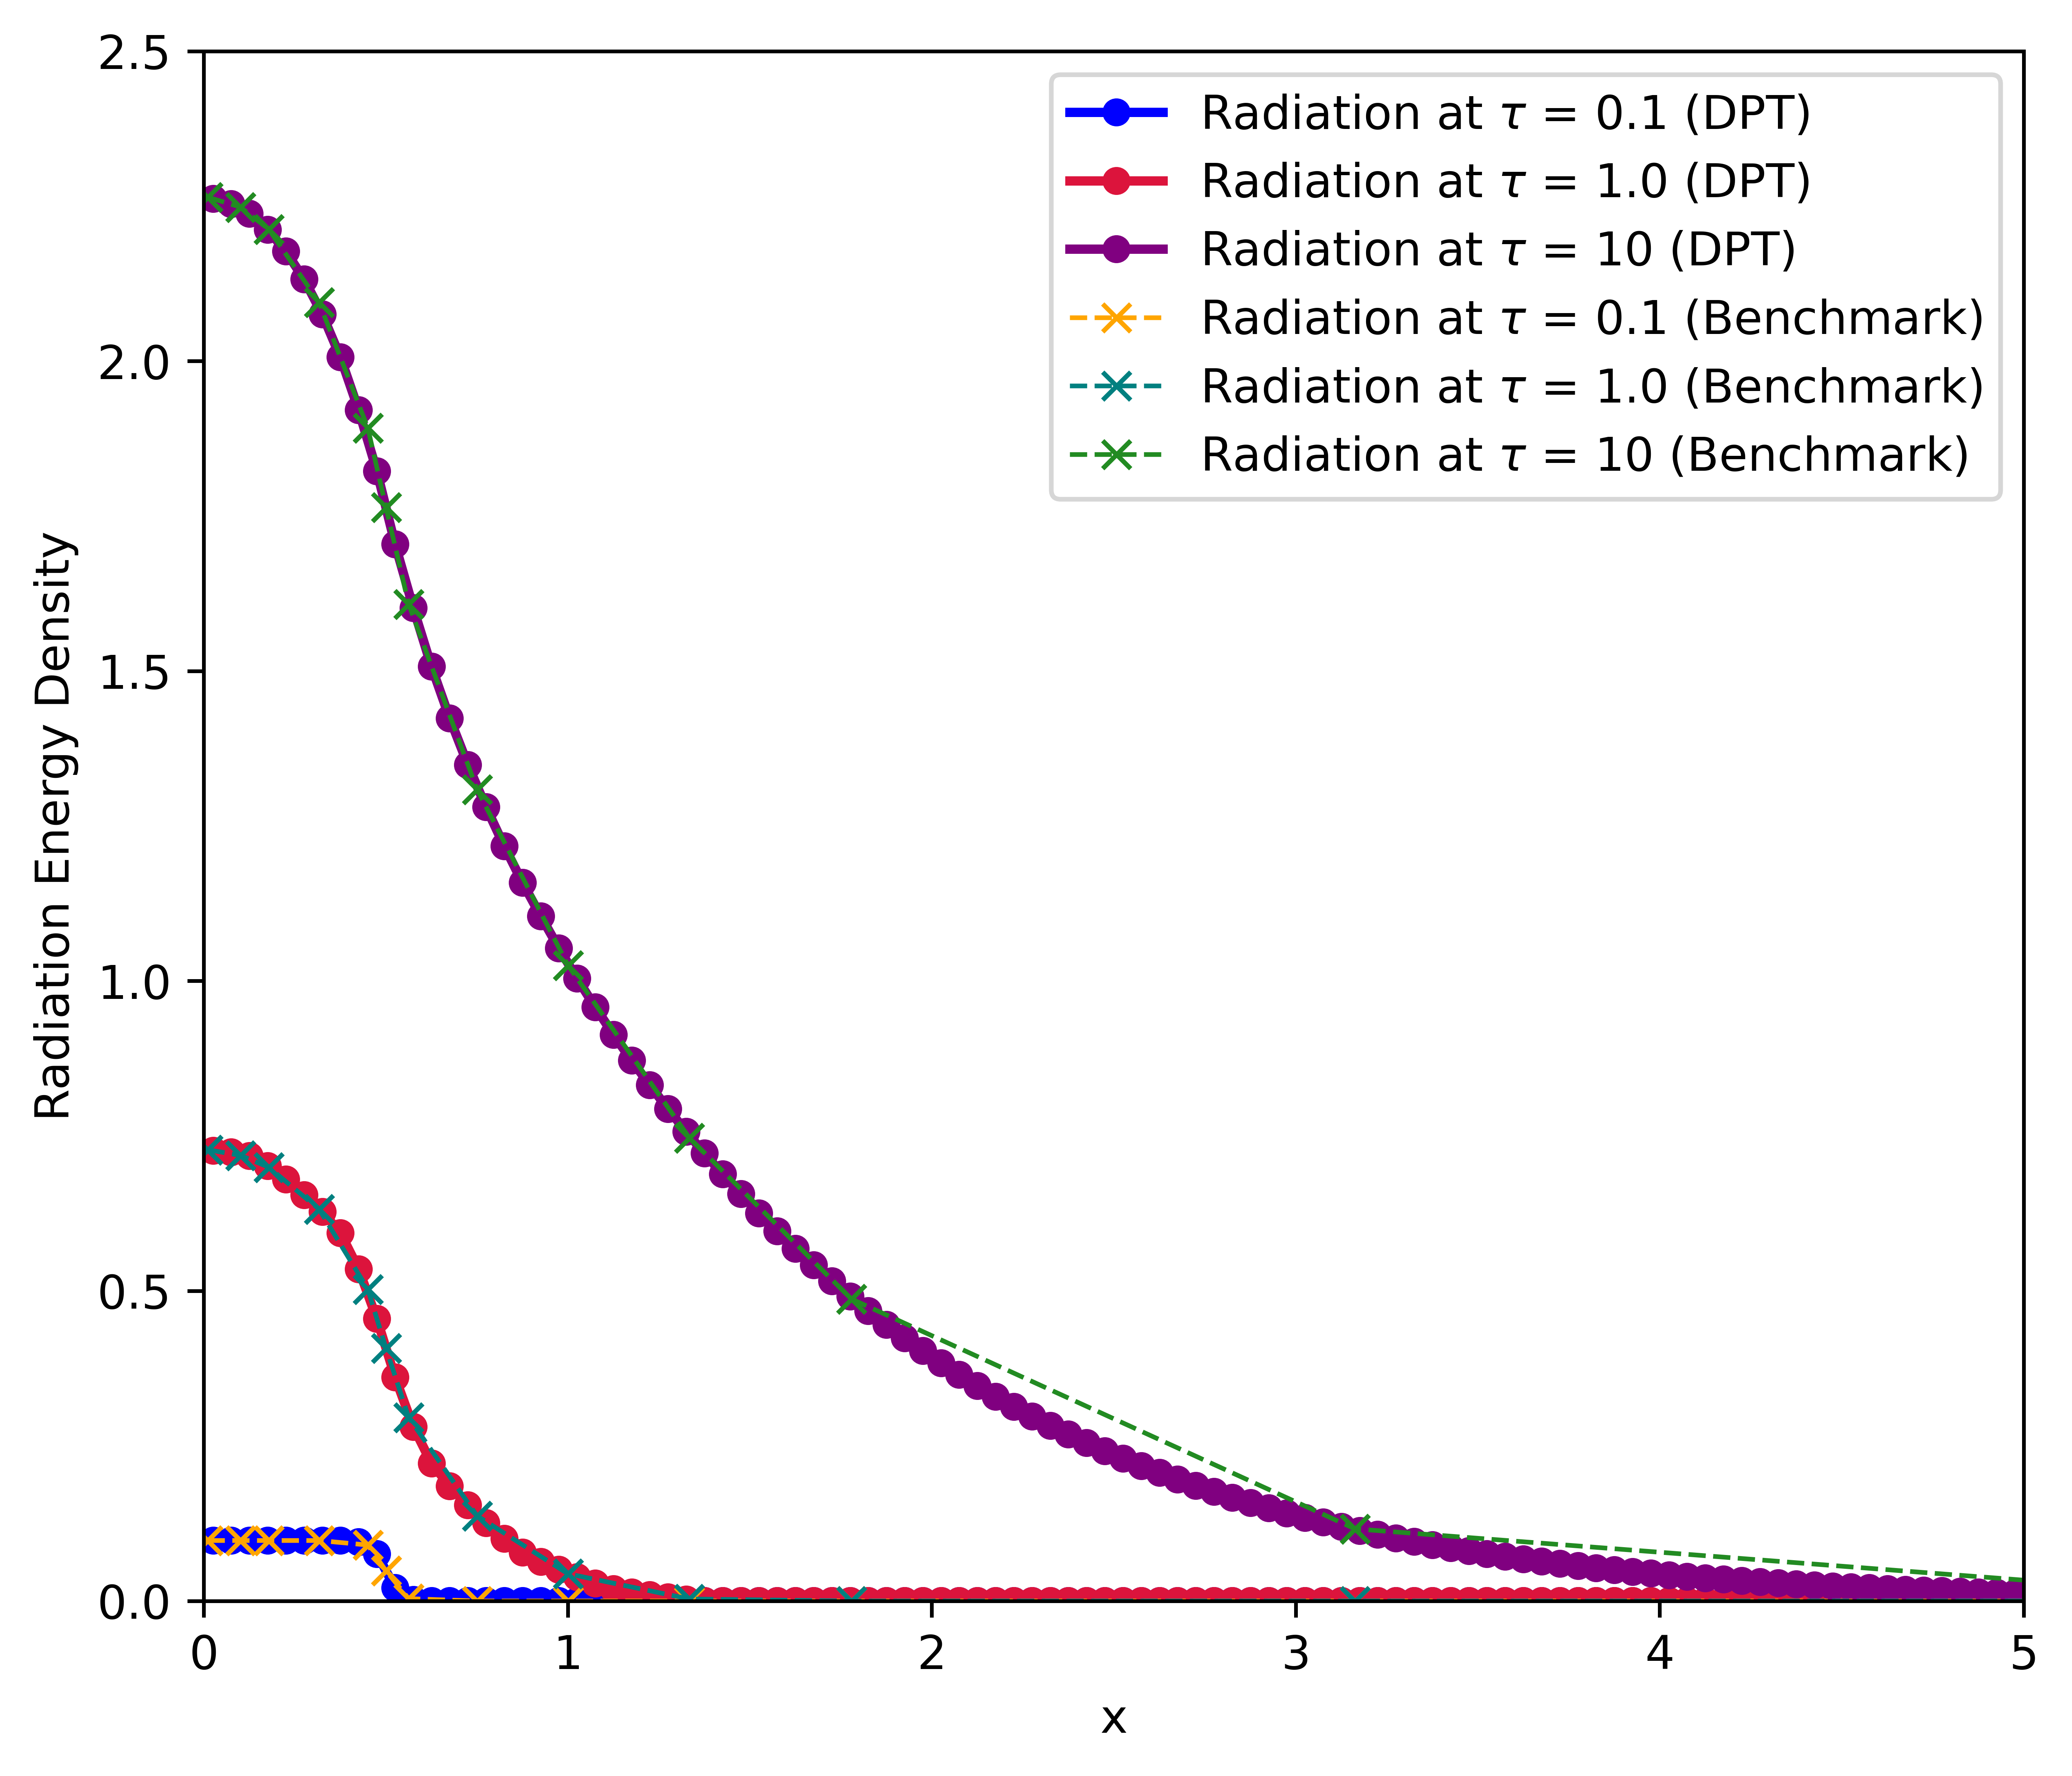 2.5
2.0
1.5
1.0
0.5
0.0
Radiation Energy Density
Radiation at τ = 0.1 (DPT)
Radiation at τ = 1.0 (DPT)
Radiation at τ = 10 (DPT)
Radiation at τ = 0.1 (Benchmark)
Radiation at τ = 1.0 (Benchmark)
Radiation at τ = 10 (Benchmark)
0 1 2 3 4 5
x